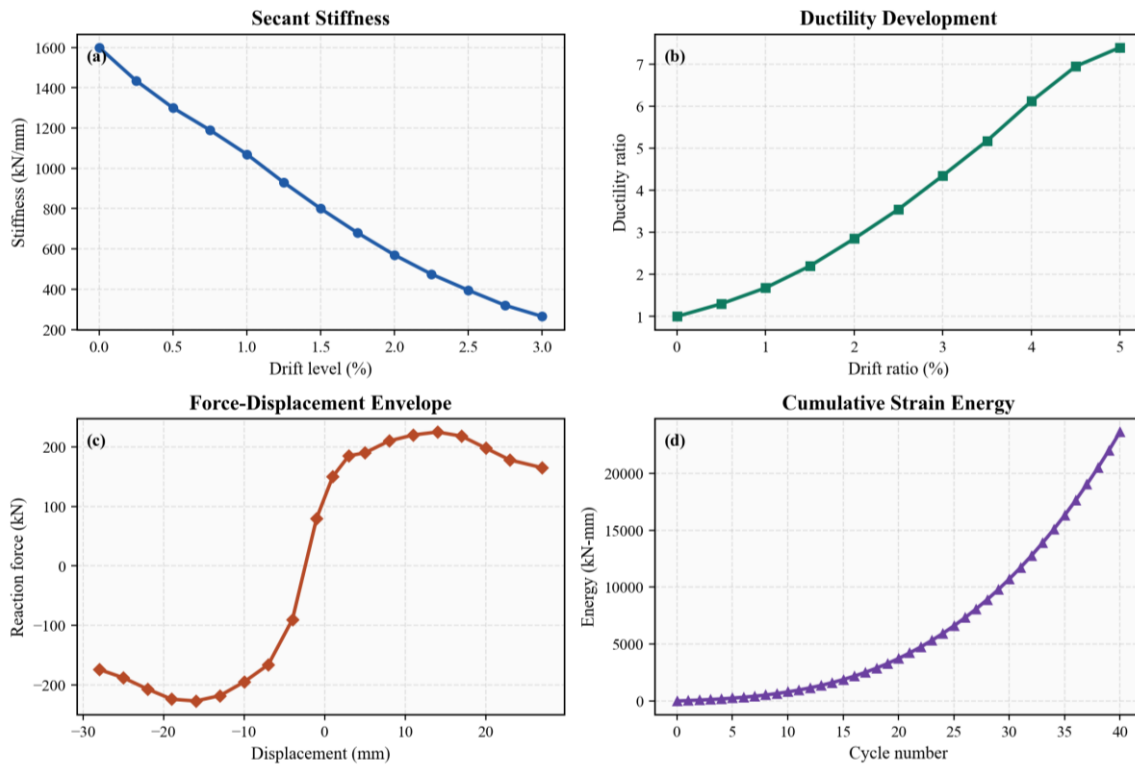 Secant Stiffness
(a)
Stiffness (kN/mm)
1600
1400
1200
1000
800
600
400
200
0.0 0.5 1.0 1.5 2.0 2.5 3.0
Drift level (%)
Ductility Development
(b)
Ductility ratio
7
6
5
4
3
2
1
0 1 2 3 4 5
Drift ratio (%)
Force-Displacement Envelope
(c)
Reaction force (kN)
200
100
0
−100
−200
−30 −20 −10 0 10 20
Displacement (mm)
Cumulative Strain Energy
(d)
Energy (kN-mm)
20000
15000
10000
5000
0
0 5 10 15 20 25 30 35 40
Cycle number